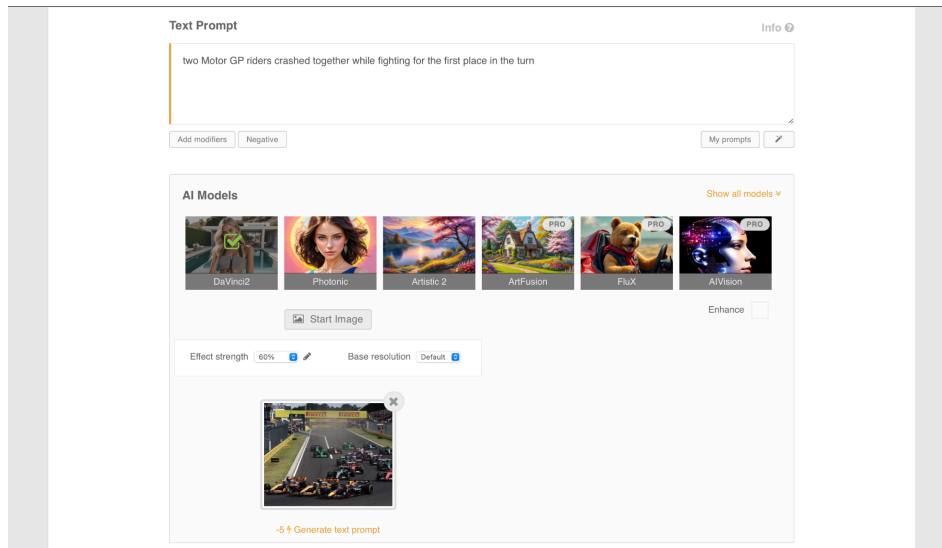 Text Prompt
Info
two Motor GP riders crashed together while fighting for the first place in the turn
Add modifiers
Negative
My prompts
AI Models
Show all models
PRO
PRO
PRO
DaVinci2
Photonic
Artistic 2
ArtFusion
FluX
AIVision
Start Image
Enhance
Effect strength
60%
Base resolution
Default
-5 Generate text prompt